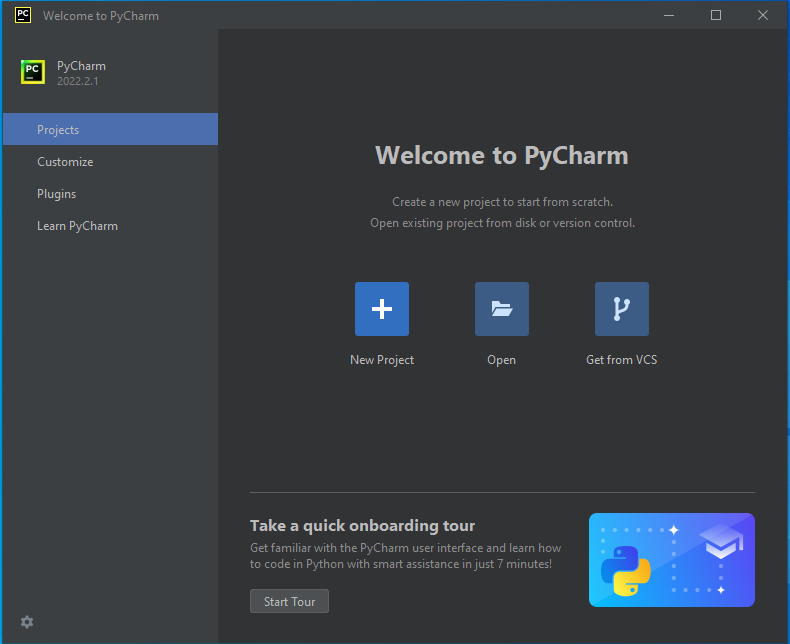 PC Welcome to PyCharm
PC
PyCharm
2022.2.1
Projects
Customize
Plugins
Learn PyCharm
Welcome to PyCharm
Create a new project to start from scratch.
Open existing project from disk or version control.
New Project
Open
Get from VCS
Take a quick onboarding tour
Get familiar with the PyCharm user interface and learn how
to code in Python with smart assistance in just 7 minutes!
Start Tour